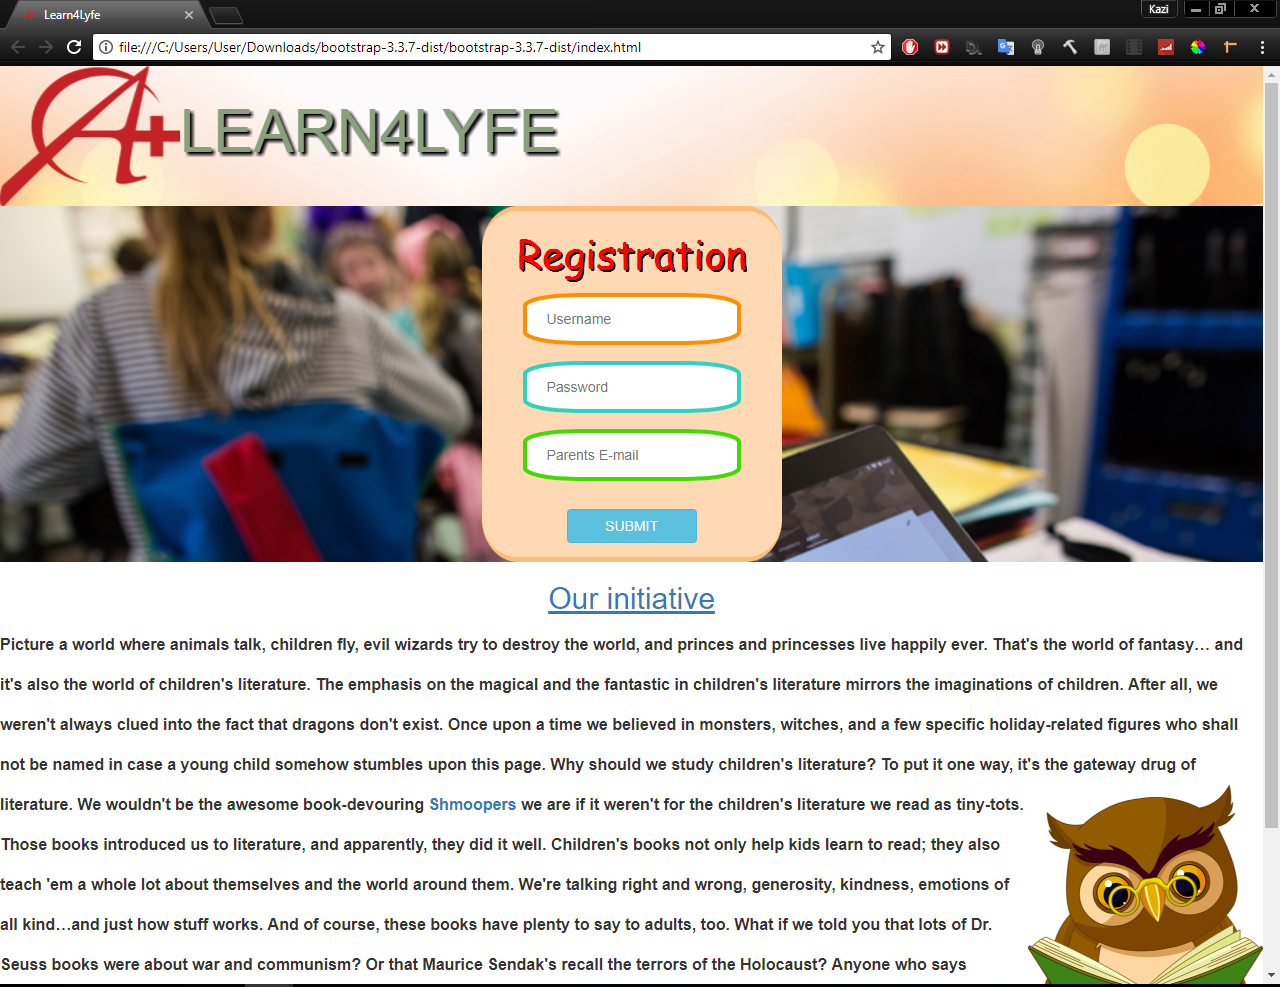 Learn4Lyfe
Kazi
file:///C:/Users/User/Downloads/bootstrap-3.3.7-dist/bootstrap-3.3.7-dist/index.html
A+
LEARN4LYFE
Registration
Username
Password
Parents E-mail
SUBMIT
Our initiative
Picture a world where animals talk, children fly, evil wizards try to destroy the world, and princes and princesses live happily ever. That's the world of fantasy… and
it's also the world of children's literature. The emphasis on the magical and the fantastic in children's literature mirrors the imaginations of children. After all, we
weren't always clued into the fact that dragons don't exist. Once upon a time we believed in monsters, witches, and a few specific holiday-related figures who shall
not be named in case a young child somehow stumbles upon this page. Why should we study children's literature? To put it one way, it's the gateway drug of
literature. We wouldn't be the awesome book-devouring Shmoopers we are if it weren't for the children's literature we read as tiny-tots.
Those books introduced us to literature, and apparently, they did it well. Children's books not only help kids learn to read; they also
teach 'em a whole lot about themselves and the world around them. We're talking right and wrong, generosity, kindness, emotions of
all kind…and just how stuff works. And of course, these books have plenty to say to adults, too. What if we told you that lots of Dr.
Seuss books were about war and communism? Or that Maurice Sendak's recall the terrors of the Holocaust? Anyone who says